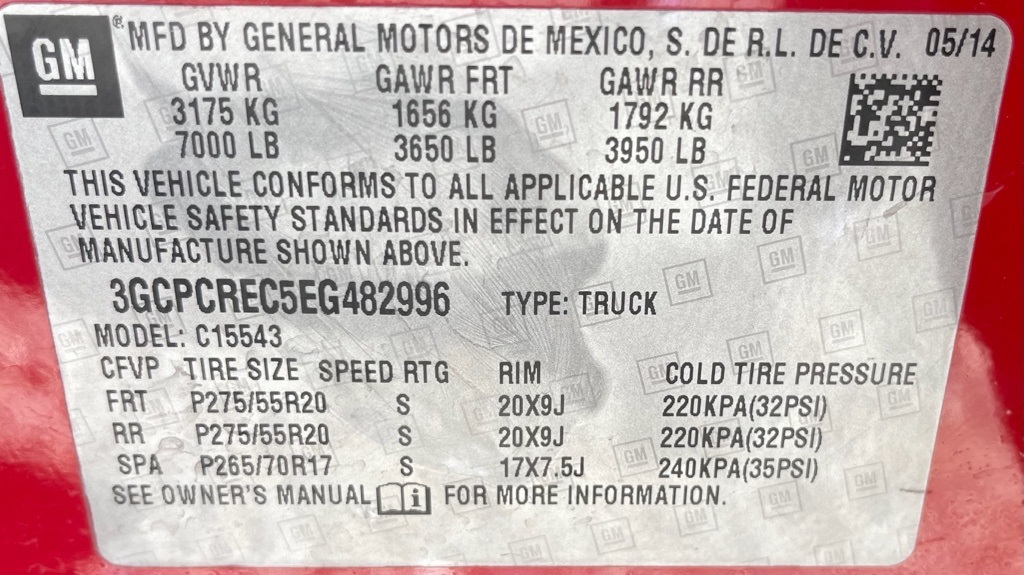 GM ® MFD BY GENERAL MOTORS DE MEXICO, S. DE R.L. DE C.V. 05/14
GVWR GAWR FRT GAWR RR
3175 KG 1656 KG 1792 KG
7000 LB 3650 LB 3950 LB
THIS VEHICLE CONFORMS TO ALL APPLICABLE U.S. FEDERAL MOTOR
VEHICLE SAFETY STANDARDS IN EFFECT ON THE DATE OF
MANUFACTURE SHOWN ABOVE.
3GCPCREC5EG482996 TYPE: TRUCK
MODEL: C15543
CFVP TIRE SIZE SPEED RTG RIM COLD TIRE PRESSURE
FRT P275/55R20 S 20X9J 220KPA(32PSI)
RR P275/55R20 S 20X9J 220KPA(32PSI)
SPA P265/70R17 S 17X7.5J 240KPA(35PSI)
SEE OWNER'S MANUAL i FOR MORE INFORMATION.